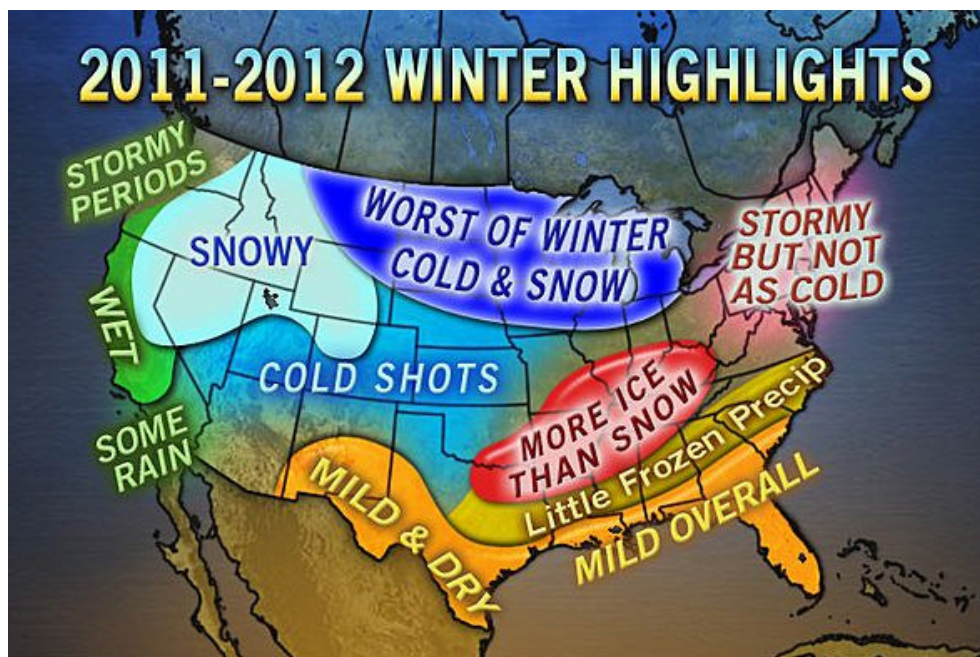 2011-2012 WINTER HIGHLIGHTS
STORMY
PERIODS
SNOWY
WORST OF WINTER
COLD & SNOW
STORMY
BUT NOT
AS COLD
WET
COLD SHOTS
MORE ICE
THAN SNOW
Little Frozen Precip
SOME
RAIN
MILD & DRY
MILD OVERALL